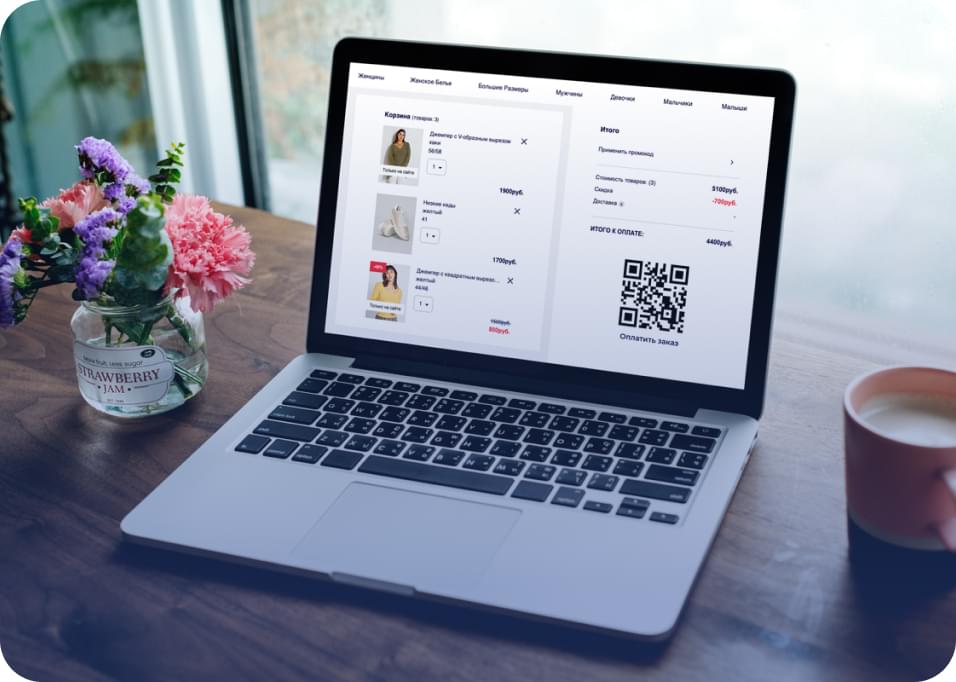 Женщины
Женское Белье
Большие Размеры
Мужчины
Девочки
Мальчики
Малыши
Корзина (товаров: 3)
Джемпер с V-образным вырезом
хаки
56/58
Только на сайте
1
1900руб.
Низкие кеды
желтый
41
1
1700руб.
-47%
Джемпер с квадратным вырезо...
желтый
Только на сайте
1
1500руб.
800руб.
Итого
Применить промокод
Стоимость товаров: (3) 5100руб.
Скидка -700руб.
Доставка
ИТОГО К ОПЛАТЕ: 4400руб.
Оплатить заказ
More fruit, Less sugar
STRAWBERRY
JAM